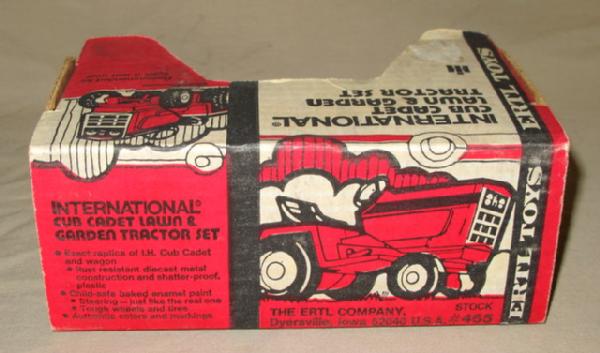 ERTL TOYS
INTERNATIONAL®
CUB CADET
LAWN & GARDEN
TRACTOR SET
INTERNATIONAL®
CUB CADET LAWN &
GARDEN TRACTOR SET
• Exact replica of I.H. Cub Cadet
and wagon
• Rust resistant diecast metal
construction and shatter-proof,
plastic
• Child-safe baked enamel paint
• Steering — just like the real one
• Tough wheels and tires
• Authentic colors and markings
THE ERTL COMPANY,
Dyersville, Iowa 52040 U.S.A.
STOCK
#465
ERTL TOYS